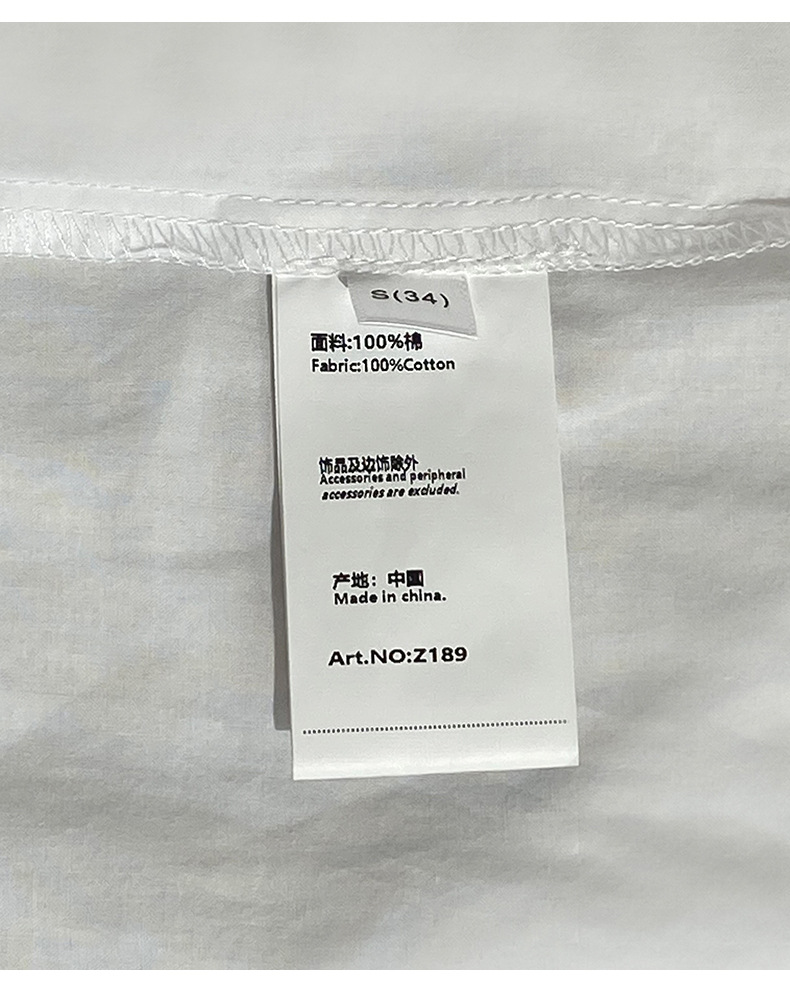 S(34)
面料:100%棉
Fabric:100%Cotton
饰品及边饰除外
Accessories and peripheral
accessories are excluded.
产地：中国
Made in china.
Art.NO:Z189